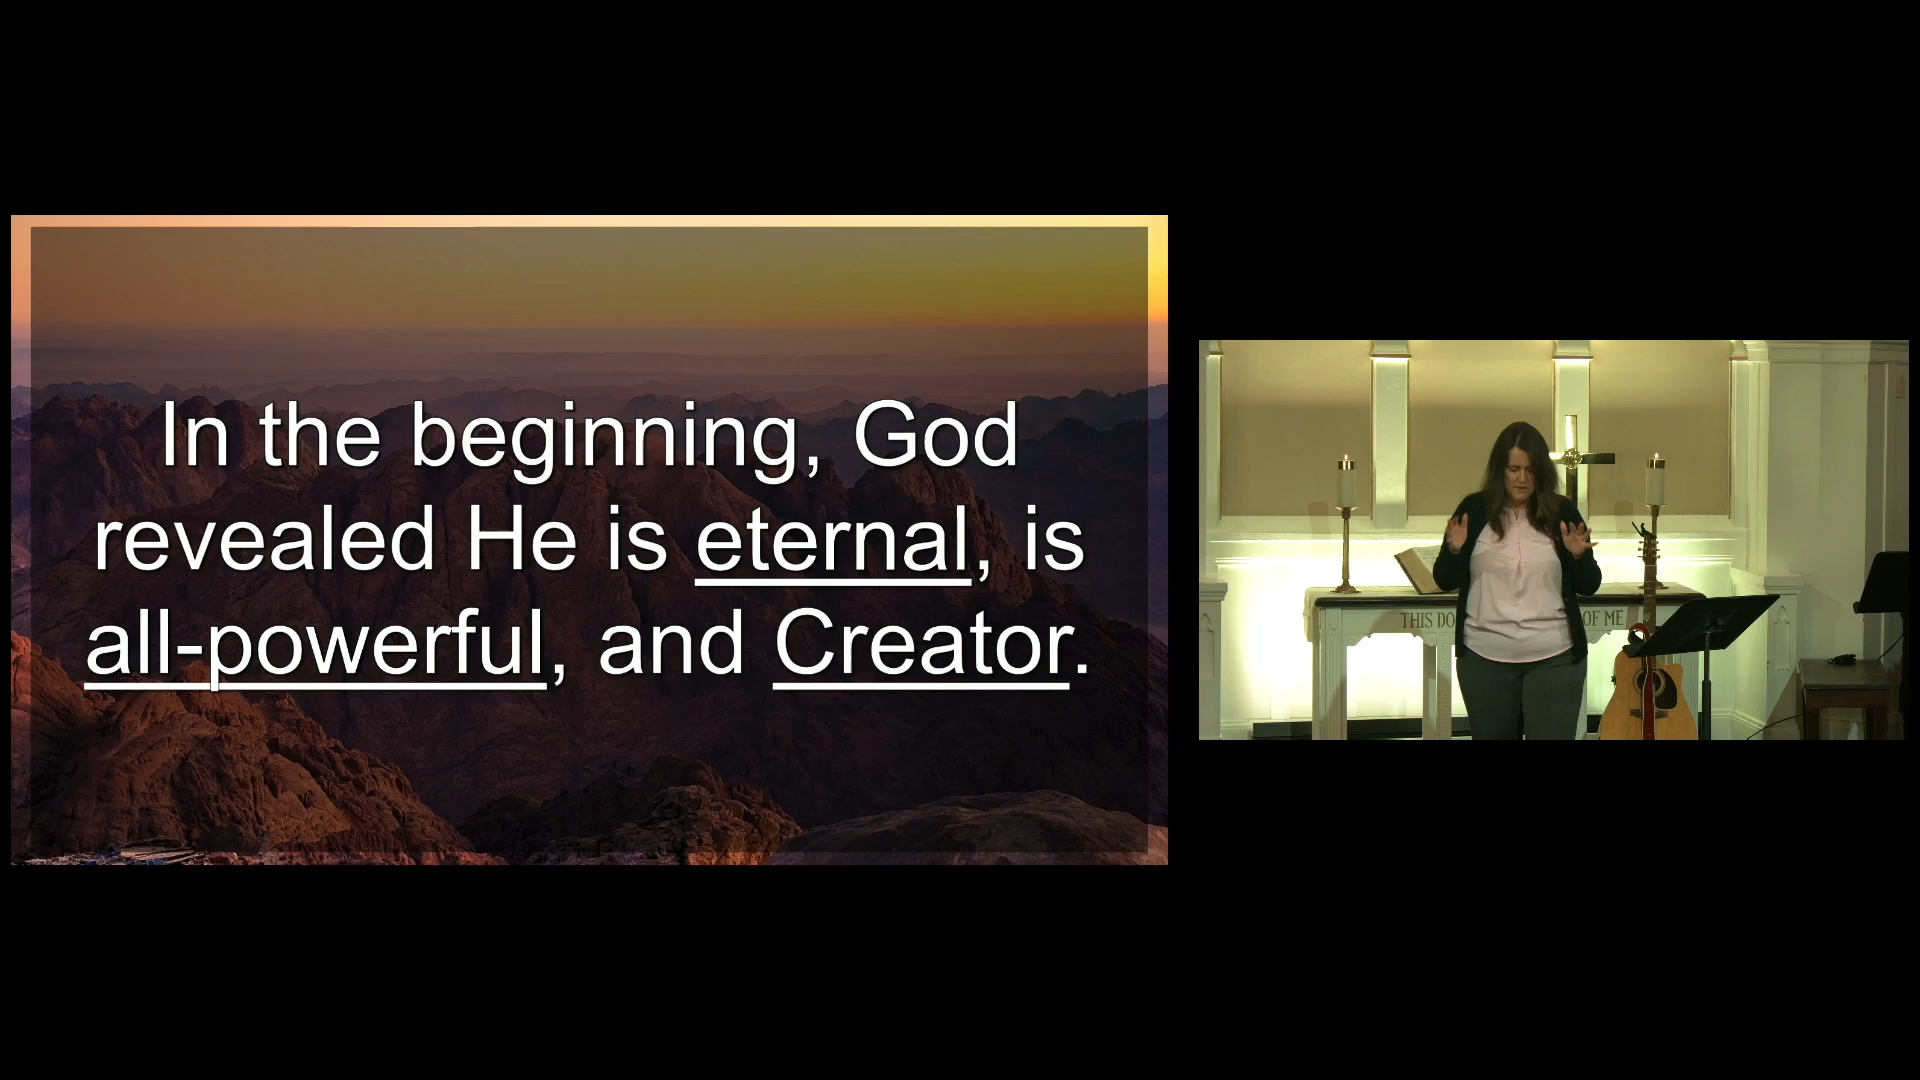 In the beginning, God
revealed He is eternal, is
all-powerful, and Creator.
THIS DO OF ME